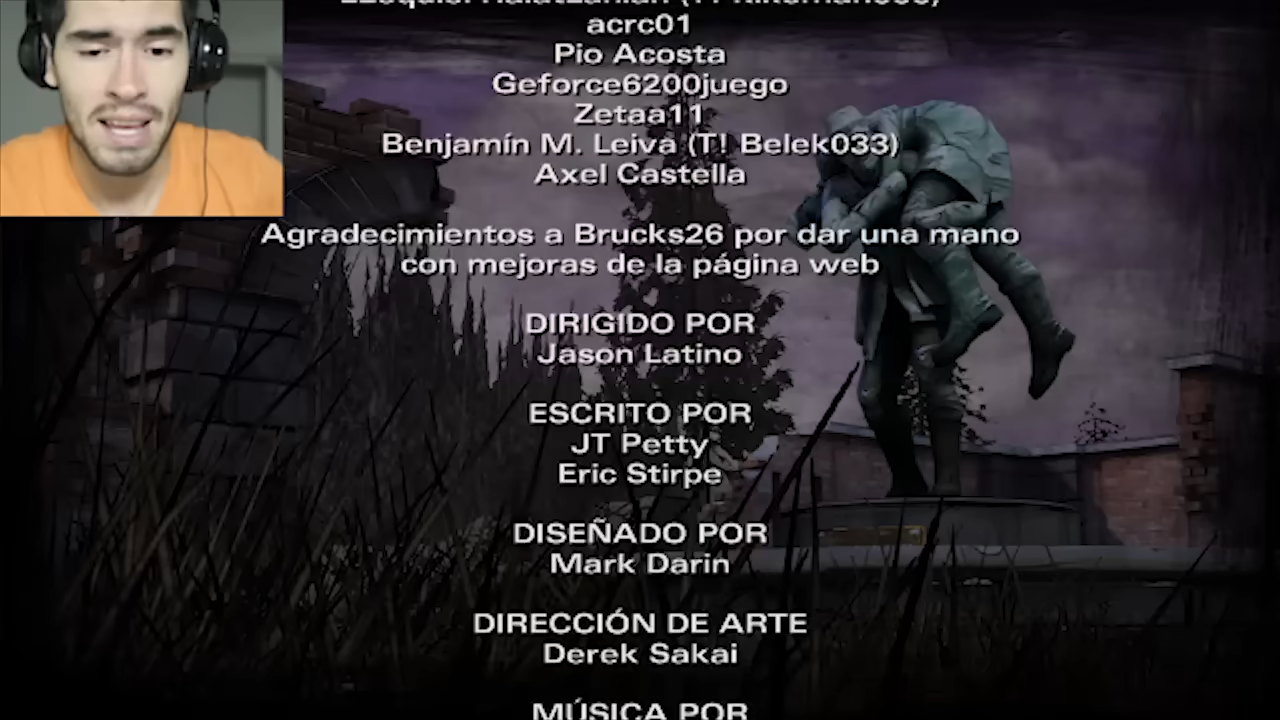 acrc01
Pio Acosta
Geforce6200juego
Zetaa11
Benjamín M. Leiva (T! Belek033)
Axel Castella
Agradecimientos a Brucks26 por dar una mano
con mejoras de la página web
DIRIGIDO POR
Jason Latino
ESCRITO POR
JT Petty
Eric Stirpe
DISEÑADO POR
Mark Darin
DIRECCIÓN DE ARTE
Derek Sakai
MÚSICA POR